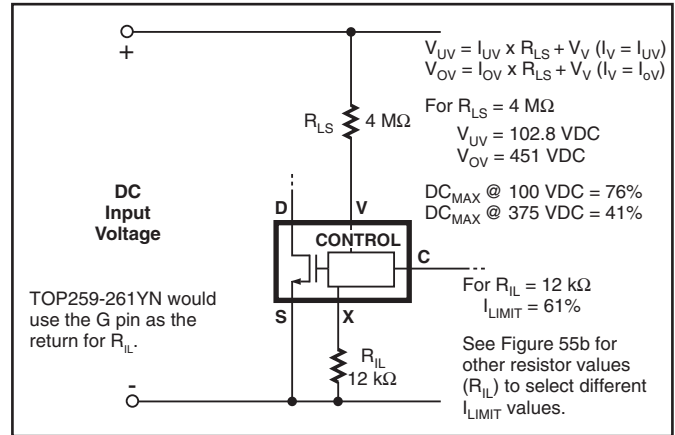 +
V_UV = I_UV x R_LS + V_V (I_V = I_UV)
V_OV = I_OV x R_LS + V_V (I_V = I_oV)
R_LS 4 MΩ
For R_LS = 4 MΩ
V_UV = 102.8 VDC
V_OV = 451 VDC
DC_MAX @ 100 VDC = 76%
DC_MAX @ 375 VDC = 41%
DC
Input
Voltage
D
V
CONTROL
C
S
X
TOP259-261YN would
use the G pin as the
return for R_IL.
R_IL
12 kΩ
For R_IL = 12 kΩ
I_LIMIT = 61%
See Figure 55b for
other resistor values
(R_IL) to select different
I_LIMIT values.
-